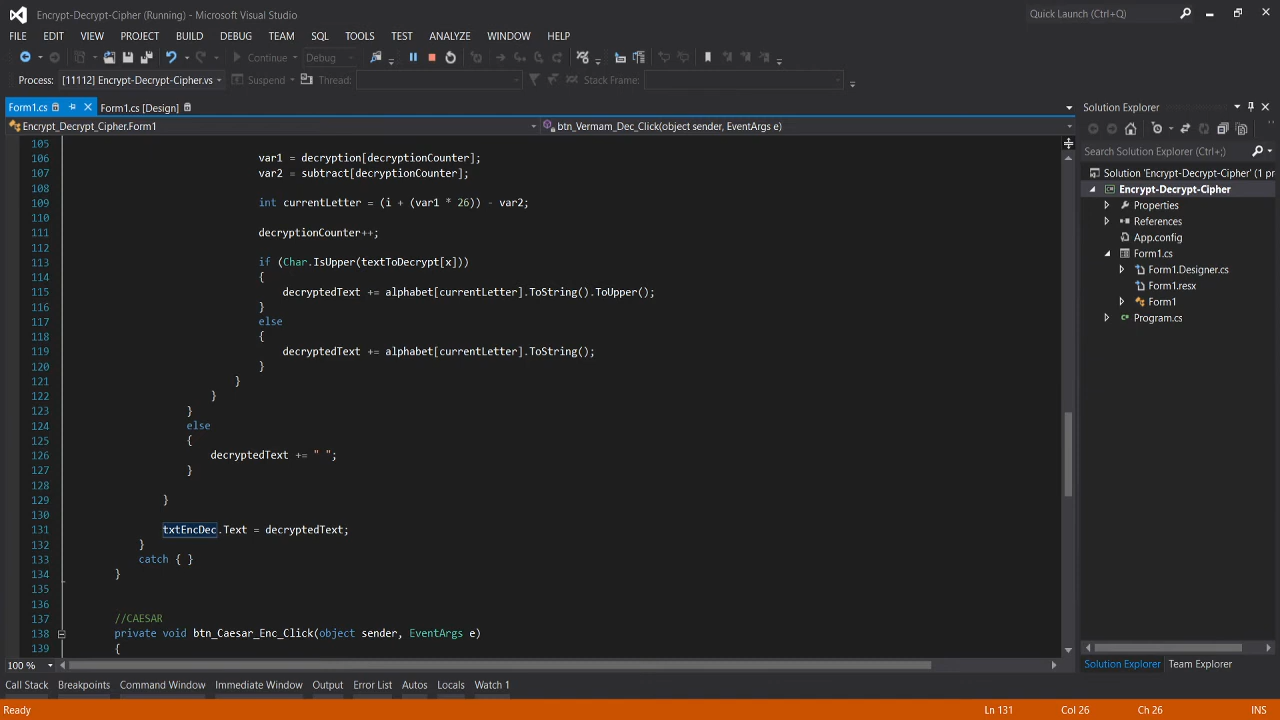 Encrypt-Decrypt-Cipher (Running) - Microsoft Visual Studio
Quick Launch (Ctrl+Q)
FILE EDIT VIEW PROJECT BUILD DEBUG TEAM SQL TOOLS TEST ANALYZE WINDOW HELP
Continue Debug
Process: [11112] Encrypt-Decrypt-Cipher.vs Suspend Thread: Stack Frame:
Form1.cs Form1.cs [Design]
Encrypt_Decrypt_Cipher.Form1 btn_Vermam_Dec_Click(object sender, EventArgs e)
105
106 var1 = decryption[decryptionCounter];
107 var2 = subtract[decryptionCounter];
108
109 int currentLetter = (i + (var1 * 26)) - var2;
110
111 decryptionCounter++;
112
113 if (Char.IsUpper(textToDecrypt[x]))
114 {
115 decryptedText += alphabet[currentLetter].ToString().ToUpper();
116 }
117 else
118 {
119 decryptedText += alphabet[currentLetter].ToString();
120 }
121 }
122 }
123 }
124 else
125 {
126 decryptedText += " ";
127 }
128
129 }
130
131 txtEncDec.Text = decryptedText;
132 }
133 catch { }
134 }
135
136
137 //CAESAR
138 private void btn_Caesar_Enc_Click(object sender, EventArgs e)
139 {
100 %
Solution Explorer
Search Solution Explorer (Ctrl+;)
Solution 'Encrypt-Decrypt-Cipher' (1 pr
Encrypt-Decrypt-Cipher
Properties
References
App.config
Form1.cs
Form1.Designer.cs
Form1.resx
Form1
Program.cs
Solution Explorer Team Explorer
Call Stack Breakpoints Command Window Immediate Window Output Error List Autos Locals Watch 1
Ready Ln 131 Col 26 Ch 26 INS